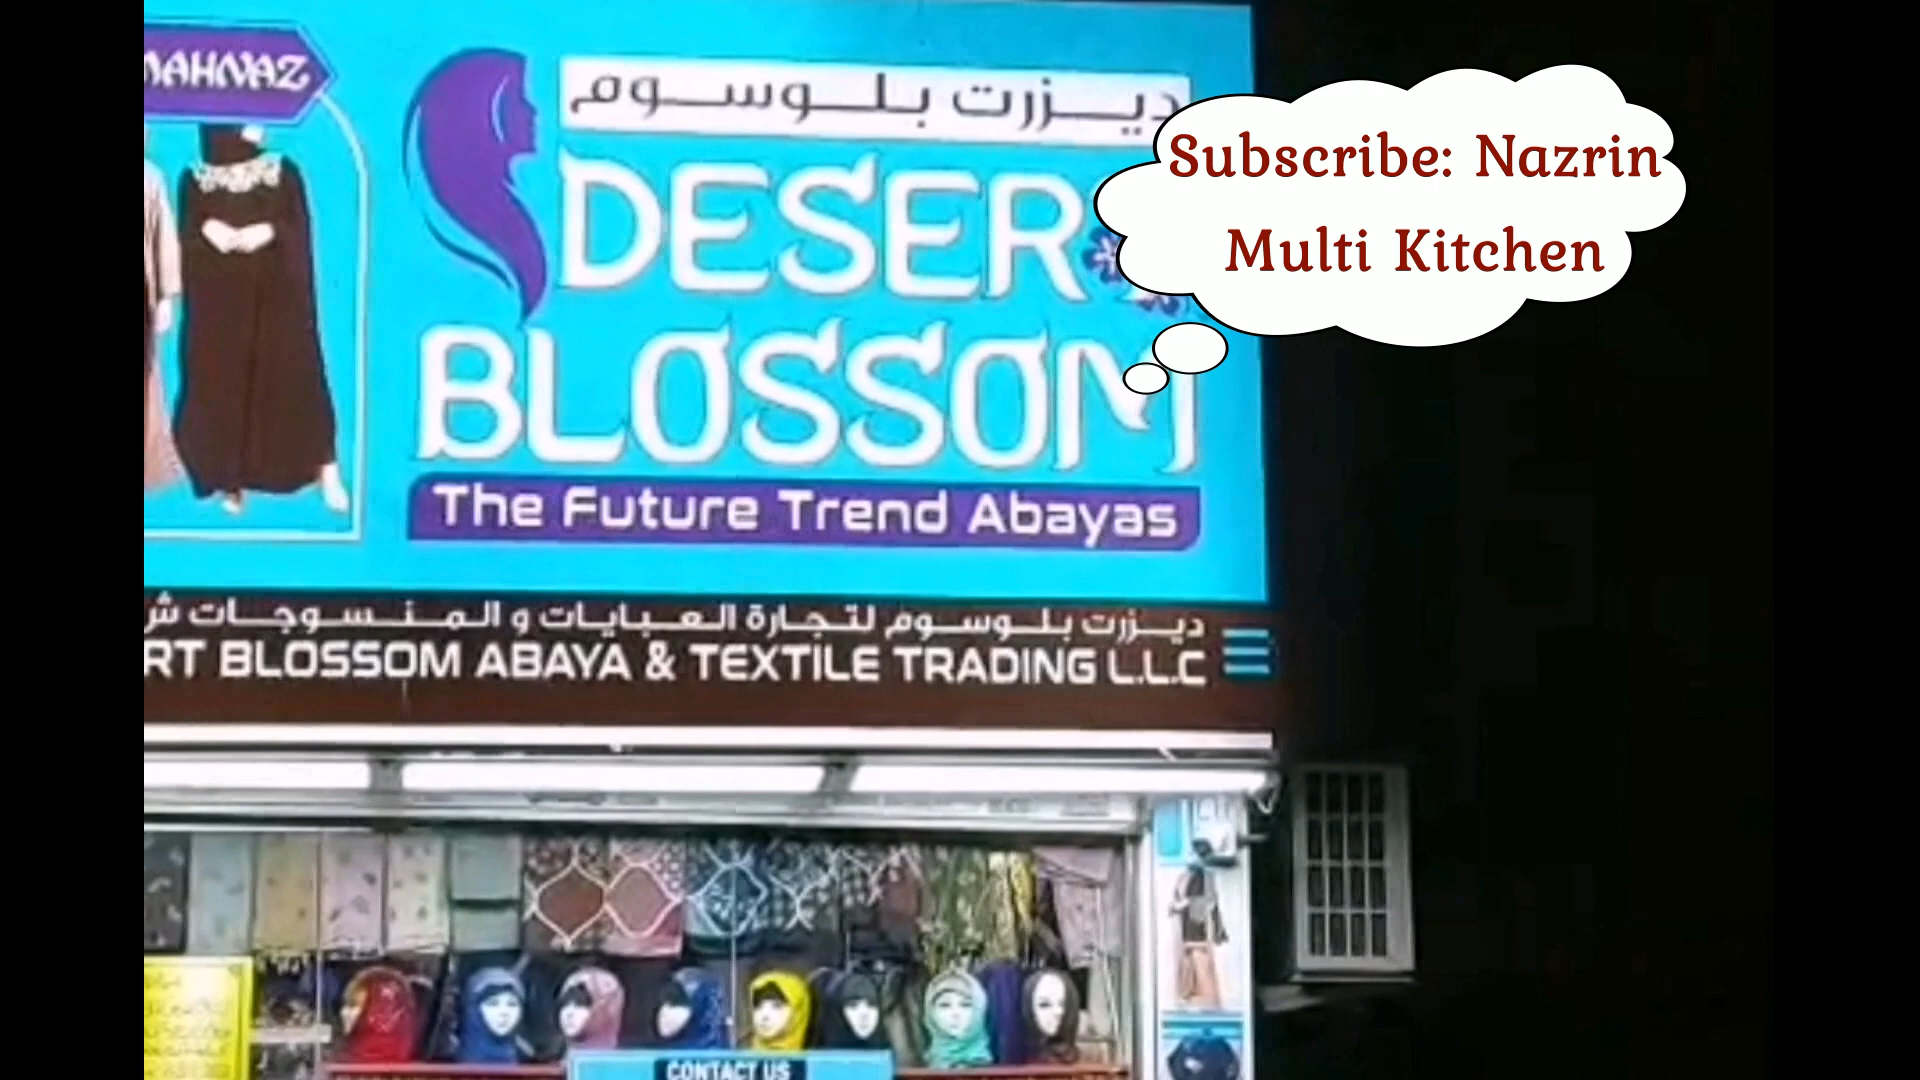 MAHNAZ
ديزرت بلوسوم
DESER
BLOSSOM
The Future Trend Abayas
Subscribe: Nazrin
Multi Kitchen
ديزرت بلوسوم لتجارة العبايات و المنسوجات ش
RT BLOSSOM ABAYA & TEXTILE TRADING L.L.C
CONTACT US